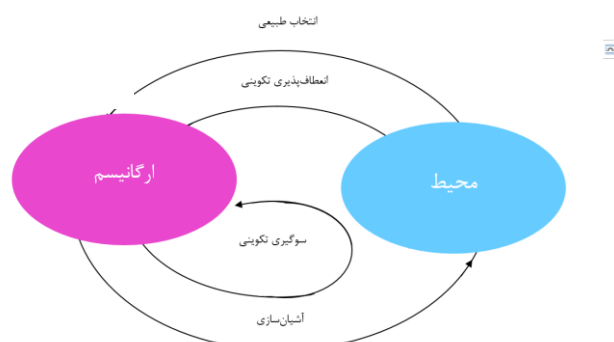 انتخاب طبیعی
انعطاف‌پذیری تکوینی
ارگانیسم
محیط
سوگیری تکوینی
آشیان‌سازی